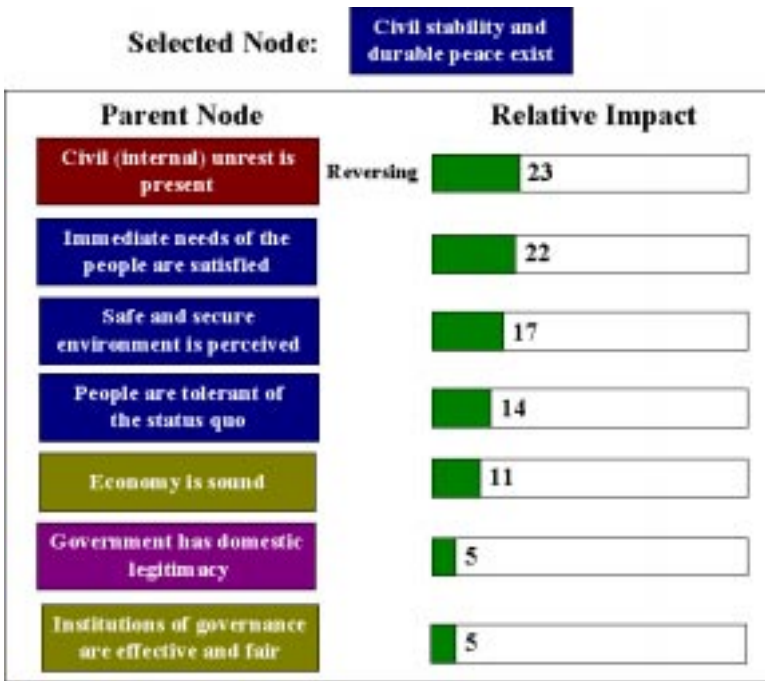 Selected Node:
Civil stability and
durable peace exist
Parent Node
Relative Impact
Civil (internal) unrest is
present
Reversing
23
Immediate needs of the
people are satisfied
22
Safe and secure
environment is perceived
17
People are tolerant of
the status quo
14
Economy is sound
11
Government has domestic
legitimacy
5
Institutions of governance
are effective and fair
5